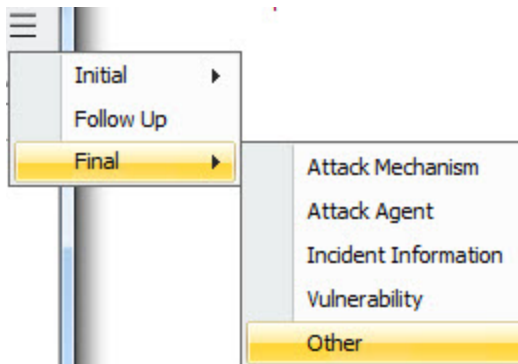 Initial
Follow Up
Final
Attack Mechanism
Attack Agent
Incident Information
Vulnerability
Other